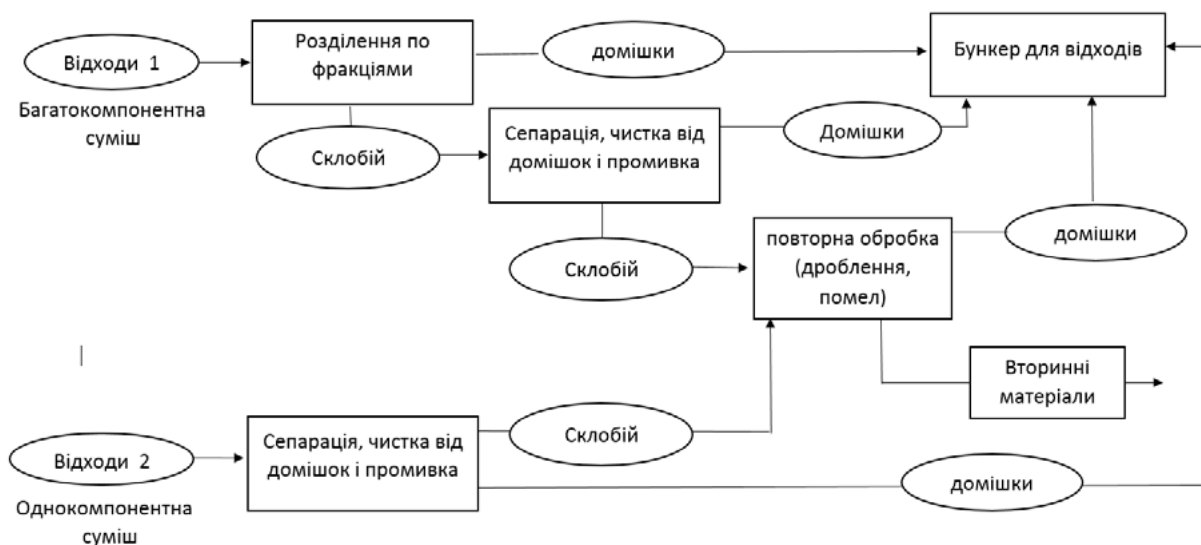 Відходи 1
Багатокомпонентна
суміш
Розділення по
фракціями
домішки
Бункер для відходів
Склобій
Сепарація, чистка від
домішок і промивка
Домішки
Склобій
повторна обробка
(дроблення,
помел)
домішки
Вторинні
матеріали
Відходи 2
Однокомпонентна
суміш
Сепарація, чистка від
домішок і промивка
Склобій
домішки